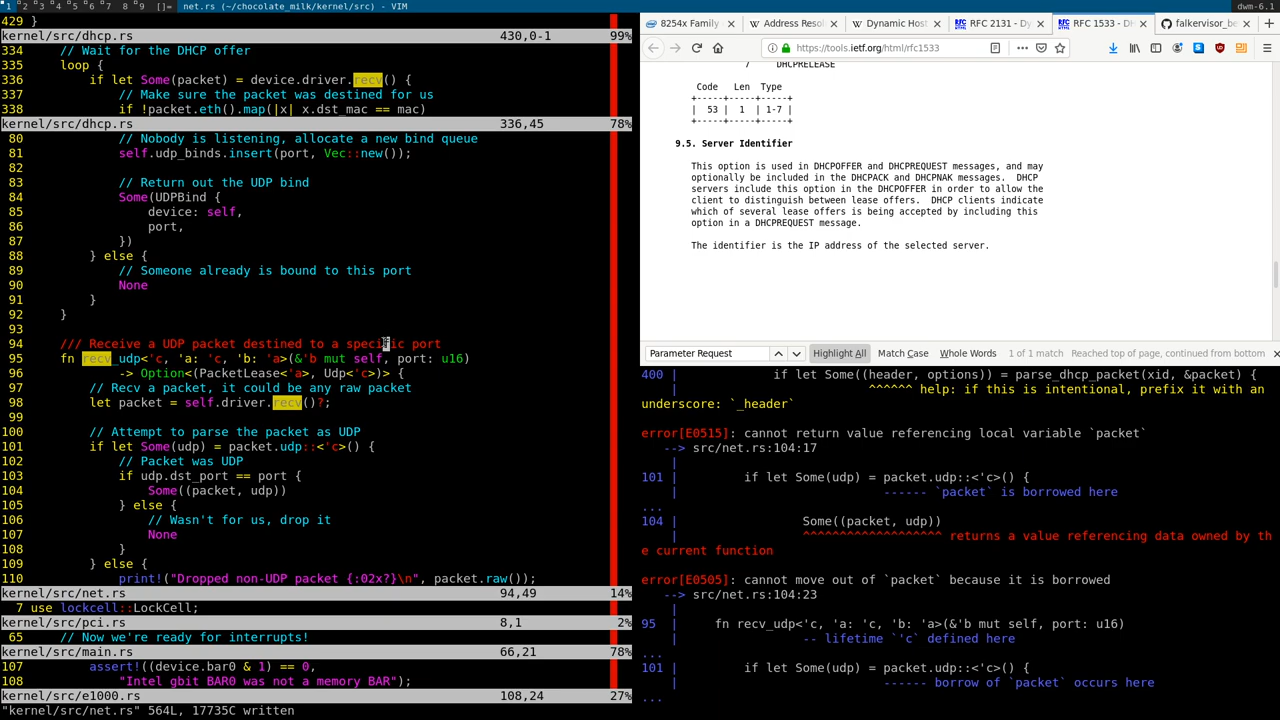 1 2 3 4 5 6 7 8 9 []= net.rs (~/chocolate_milk/kernel/src) - VIM
dwm-6.1
429 }
kernel/src/dhcp.rs 430,0-1 99%
334 // Wait for the DHCP offer
335 loop {
336 if let Some(packet) = device.driver.recv() {
337 // Make sure the packet was destined for us
338 if !packet.eth().map(|x| x.dst_mac == mac)
kernel/src/dhcp.rs 336,45 78%
80 // Nobody is listening, allocate a new bind queue
81 self.udp_binds.insert(port, Vec::new());
82
83 // Return out the UDP bind
84 Some(UDPBind {
85 device: self,
86 port,
87 })
88 } else {
89 // Someone already is bound to this port
90 None
91 }
92 }
93
94 /// Receive a UDP packet destined to a specific port
95 fn recv_udp<'c, 'a: 'c, 'b: 'a>(&'b mut self, port: u16)
96 -> Option<(PacketLease<'a>, Udp<'c>)> {
97 // Recv a packet, it could be any raw packet
98 let packet = self.driver.recv()?;
99
100 // Attempt to parse the packet as UDP
101 if let Some(udp) = packet.udp::<'c>() {
102 // Packet was UDP
103 if udp.dst_port == port {
104 Some((packet, udp))
105 } else {
106 // Wasn't for us, drop it
107 None
108 }
109 } else {
110 print!("Dropped non-UDP packet {:02x?}\n", packet.raw());
kernel/src/net.rs 94,49 14%
7 use lockcell::LockCell;
kernel/src/pci.rs 8,1 2%
65 // Now we're ready for interrupts!
kernel/src/main.rs 66,21 78%
107 assert!((device.bar0 & 1) == 0,
108 "Intel gbit BAR0 was not a memory BAR");
kernel/src/e1000.rs 108,24 27%
"kernel/src/net.rs" 564L, 17735C written
8254x Family
Address Resol
Dynamic Host
RFC 2131 - Dy
RFC 1533 - DH
falkervisor_be
https://tools.ietf.org/html/rfc1533
7 DHCPRELEASE
Code Len Type
+-----+-----+-----+
| 53 | 1 | 1-7 |
+-----+-----+-----+
9.5. Server Identifier
This option is used in DHCPOFFER and DHCPREQUEST messages, and may
optionally be included in the DHCPACK and DHCPNAK messages. DHCP
servers include this option in the DHCPOFFER in order to allow the
client to distinguish between lease offers. DHCP clients indicate
which of several lease offers is being accepted by including this
option in a DHCPREQUEST message.
The identifier is the IP address of the selected server.
Parameter Request Highlight All Match Case Whole Words 1 of 1 match Reached end of page, continued from bottom
400 | if let Some((header, options)) = parse_dhcp_packet(xid, &packet) {
| ^^^^^^ help: if this is intentional, prefix it with an
underscore: `_header`
error[E0515]: cannot return value referencing local variable `packet`
--> src/net.rs:104:17
|
101 | if let Some(udp) = packet.udp::<'c>() {
| ------ `packet` is borrowed here
...
104 | Some((packet, udp))
| ^^^^^^^^^^^^^^^^^^^ returns a value referencing data owned by th
e current function
error[E0505]: cannot move out of `packet` because it is borrowed
--> src/net.rs:104:23
|
95 | fn recv_udp<'c, 'a: 'c, 'b: 'a>(&'b mut self, port: u16)
| -- lifetime `'c` defined here
...
101 | if let Some(udp) = packet.udp::<'c>() {
| ------ borrow of `packet` occurs here
...